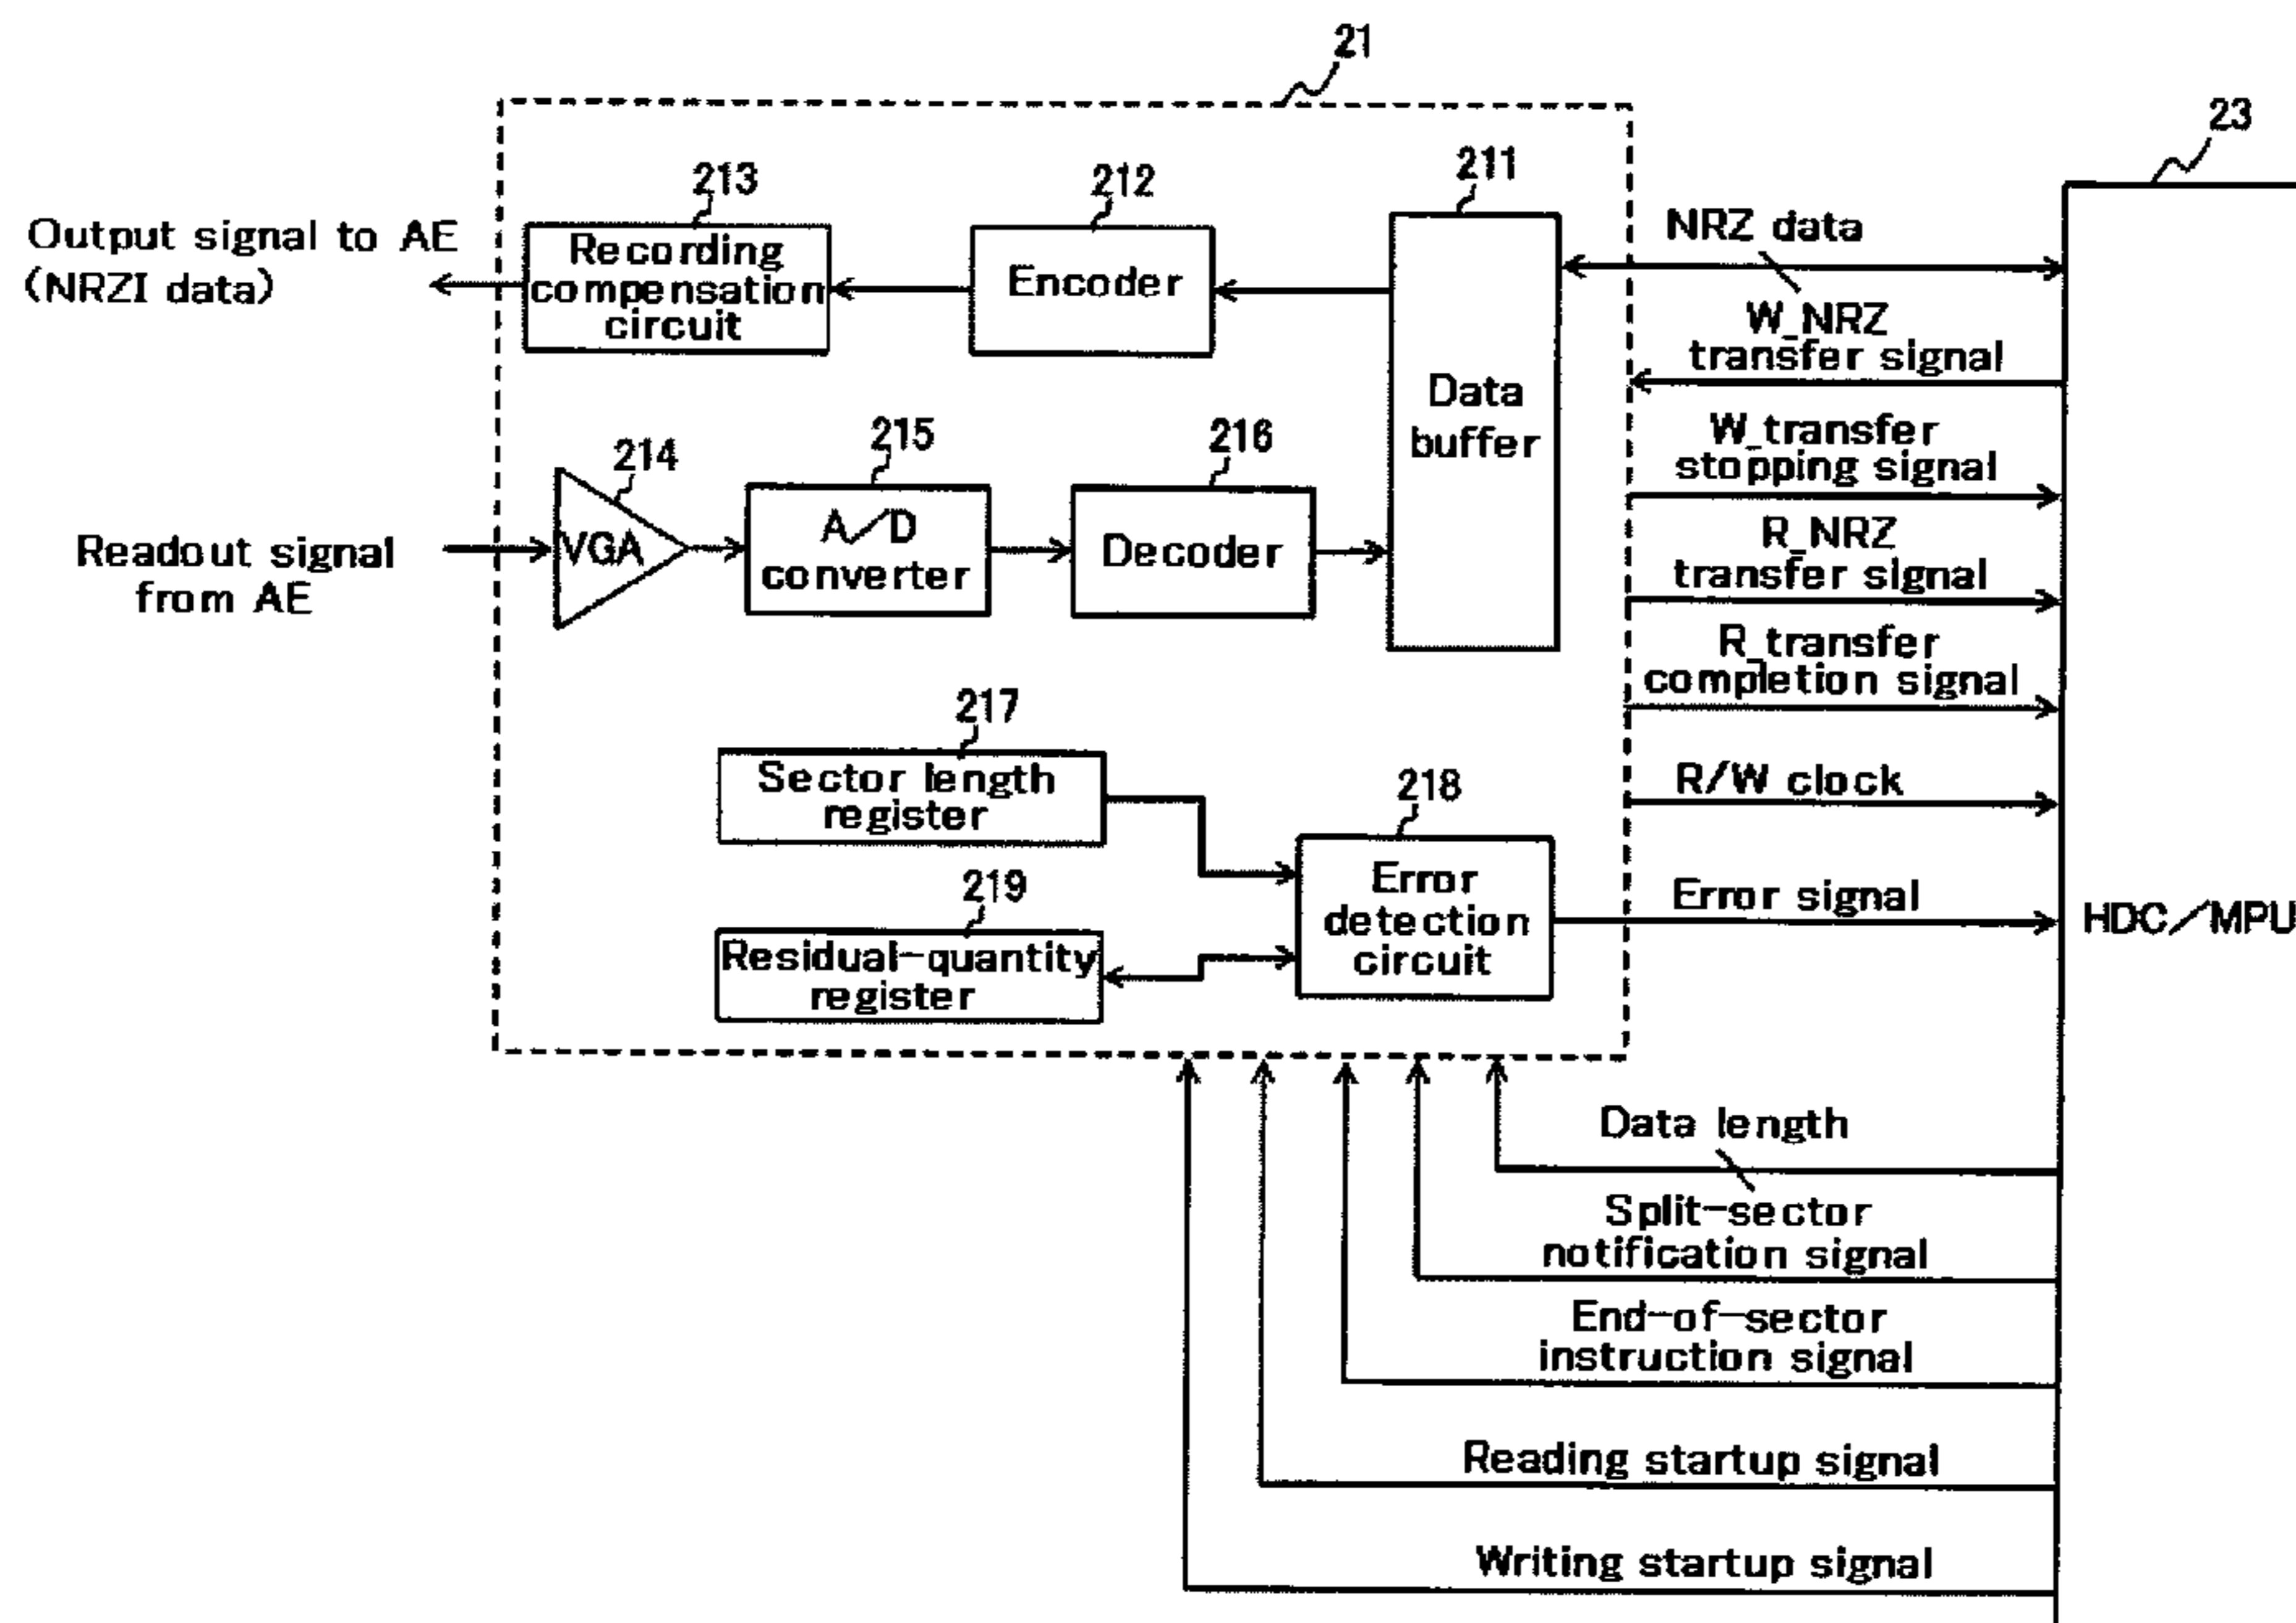 21
23
213
212
211
Output signal to AE
(NRZI data)
Recording
compensation
circuit
Encoder
Data
buffer
NRZ data
W_NRZ
transfer signal
W_transfer
stopping signal
R_NRZ
transfer signal
R_transfer
completion signal
R/W clock
Error signal
HDC/MPU
214
215
216
Readout signal
from AE
VGA
A/D
converter
Decoder
217
Sector length
register
218
Error
detection
circuit
219
Residual-quantity
register
Data length
Split-sector
notification signal
End-of-sector
instruction signal
Reading startup signal
Writing startup signal